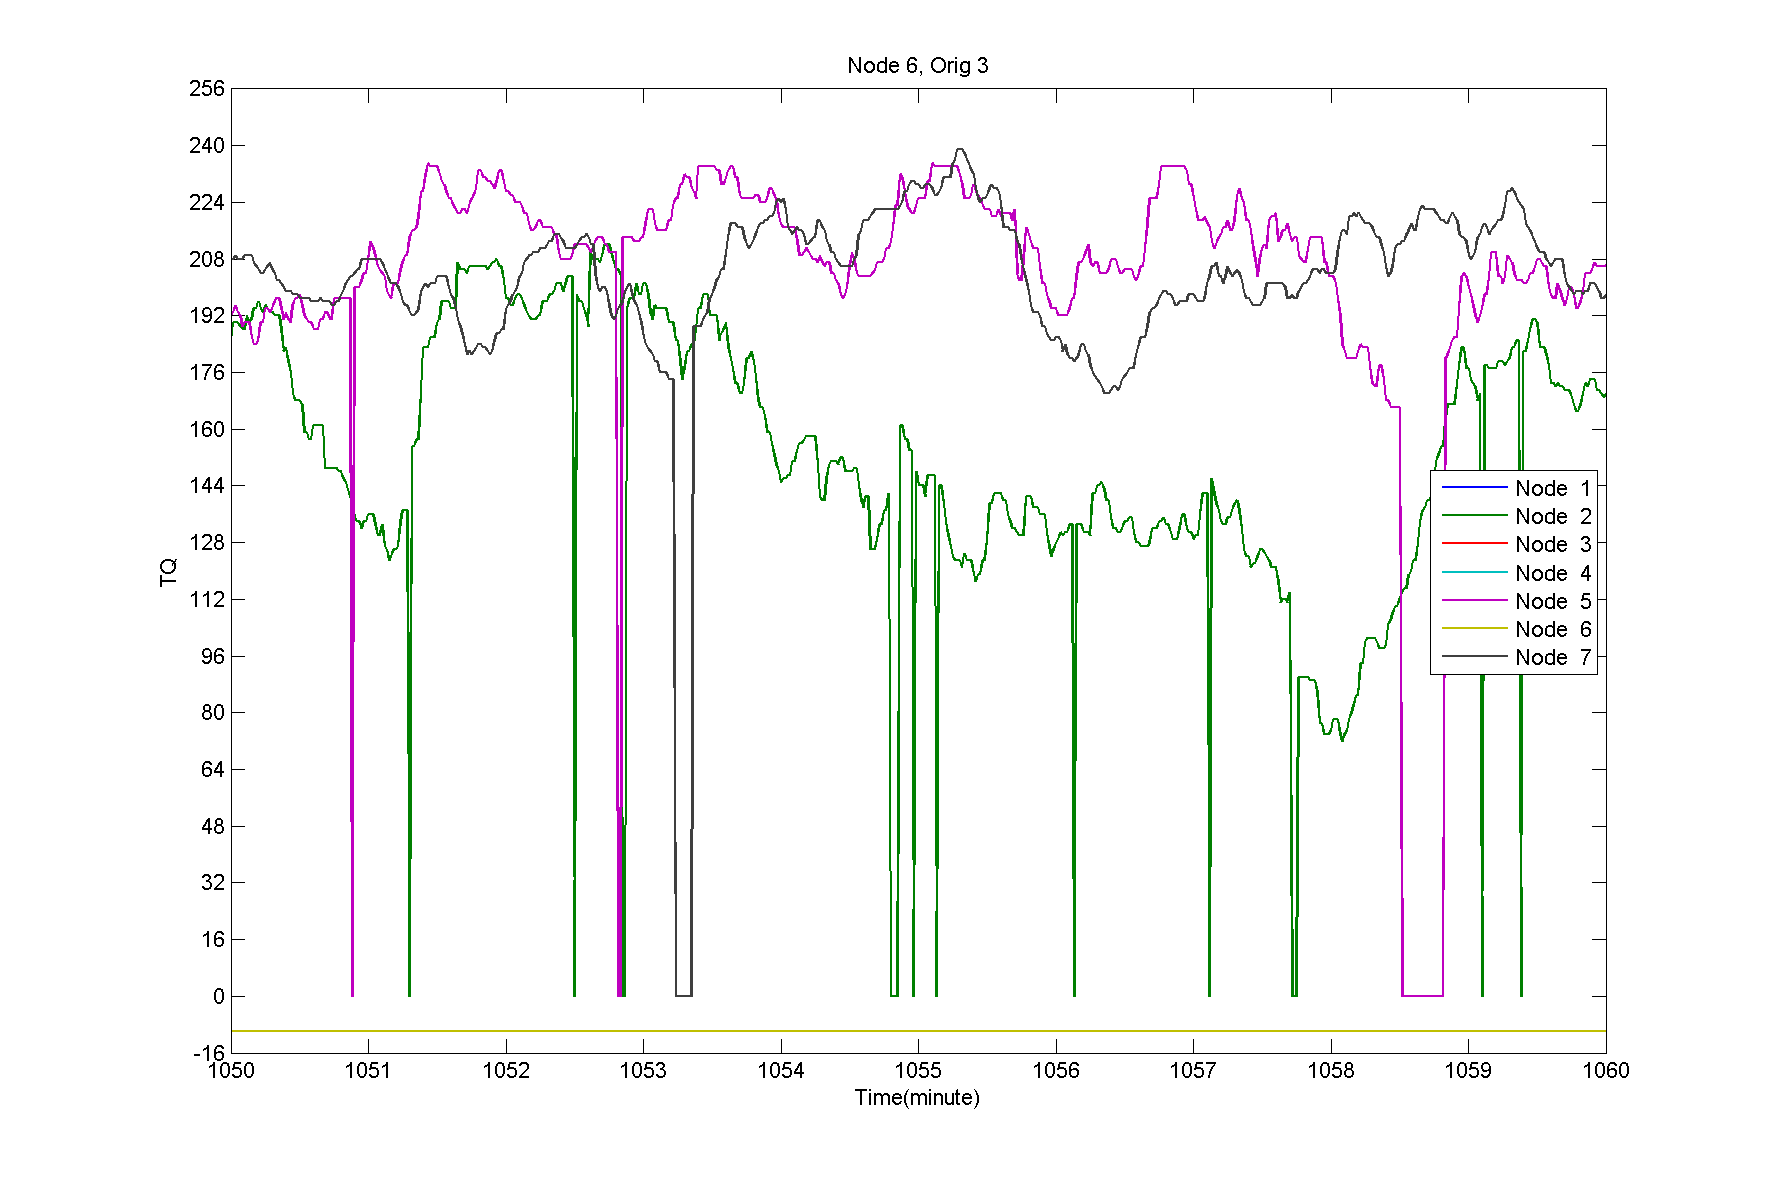 Node 6, Orig 3
256
240
224
208
192
176
160
144
128
112
96
80
64
48
32
16
0
-16
TQ
Node 1
Node 2
Node 3
Node 4
Node 5
Node 6
Node 7
1050 1051 1052 1053 1054 1055 1056 1057 1058 1059 1060
Time(minute)